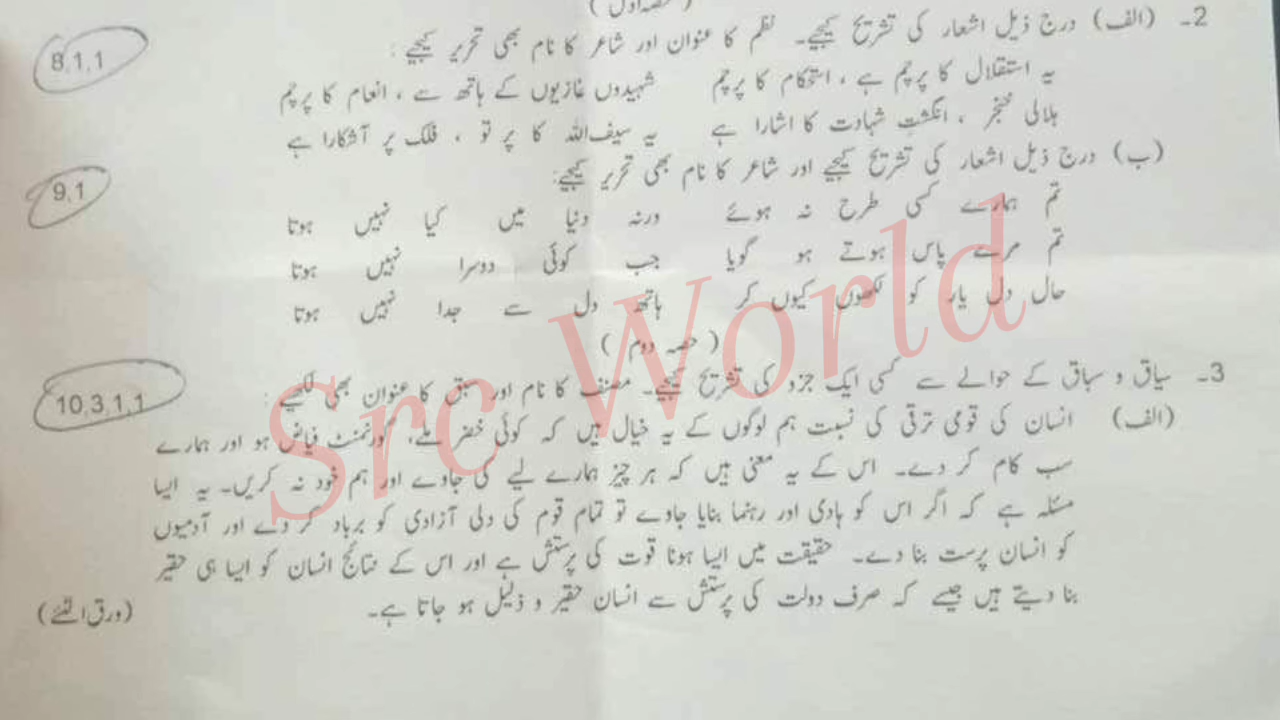 (حصہ اول)
2۔ (الف) درج ذیل اشعار کی تشریح کیجیے۔ نظم کا عنوان اور شاعر کا نام بھی تحریر کیجیے :
8,1,1
یہ استقلال کا پرچم ہے ، استحکام کا پرچم شہیدوں غازیوں کے ہاتھ سے ، انعام کا پرچم
ہلالی خنجر ، انگشتِ شہادت کا اشارا ہے یہ سیف اللہ کا پرتو ، فلک پر آشکارا ہے
(ب) درج ذیل اشعار کی تشریح کیجیے اور شاعر کا نام بھی تحریر کیجیے:
9,1
تم ہمارے کسی طرح نہ ہوئے ورنہ دنیا میں کیا نہیں ہوتا
تم مرے پاس ہوتے ہو گویا جب کوئی دوسرا نہیں ہوتا
حال دل یار کو لکھوں کیوں کر ہاتھ دل سے جدا نہیں ہوتا
(حصہ دوم)
3۔ سیاق و سباق کے حوالے سے کسی ایک جزو کی تشریح کیجیے۔ مصنف کا نام اور سبق کا عنوان بھی لکھیے :
10,3,1,1
(الف) انسان کی قومی ترقی کی نسبت ہم لوگوں کے یہ خیال ہیں کہ کوئی خضر ملے، گورنمنٹ فیاض ہو اور ہمارے
سب کام کر دے۔ اس کے یہ معنی ہیں کہ ہر چیز ہمارے لیے کی جاوے اور ہم خود نہ کریں۔ یہ ایسا
مسئلہ ہے کہ اگر اس کو ہادی اور رہنما بنایا جاوے تو تمام قوم کی دلی آزادی کو برباد کر دے اور آدمیوں
کو انسان پرست بنا دے۔ حقیقت میں ایسا ہونا قوت کی پرستش ہے اور اس کے نتائج انسان کو ایسا ہی حقیر
بنا دیتے ہیں جیسے کہ صرف دولت کی پرستش سے انسان حقیر و ذلیل ہو جاتا ہے۔
(ورق الٹئے)
Src World